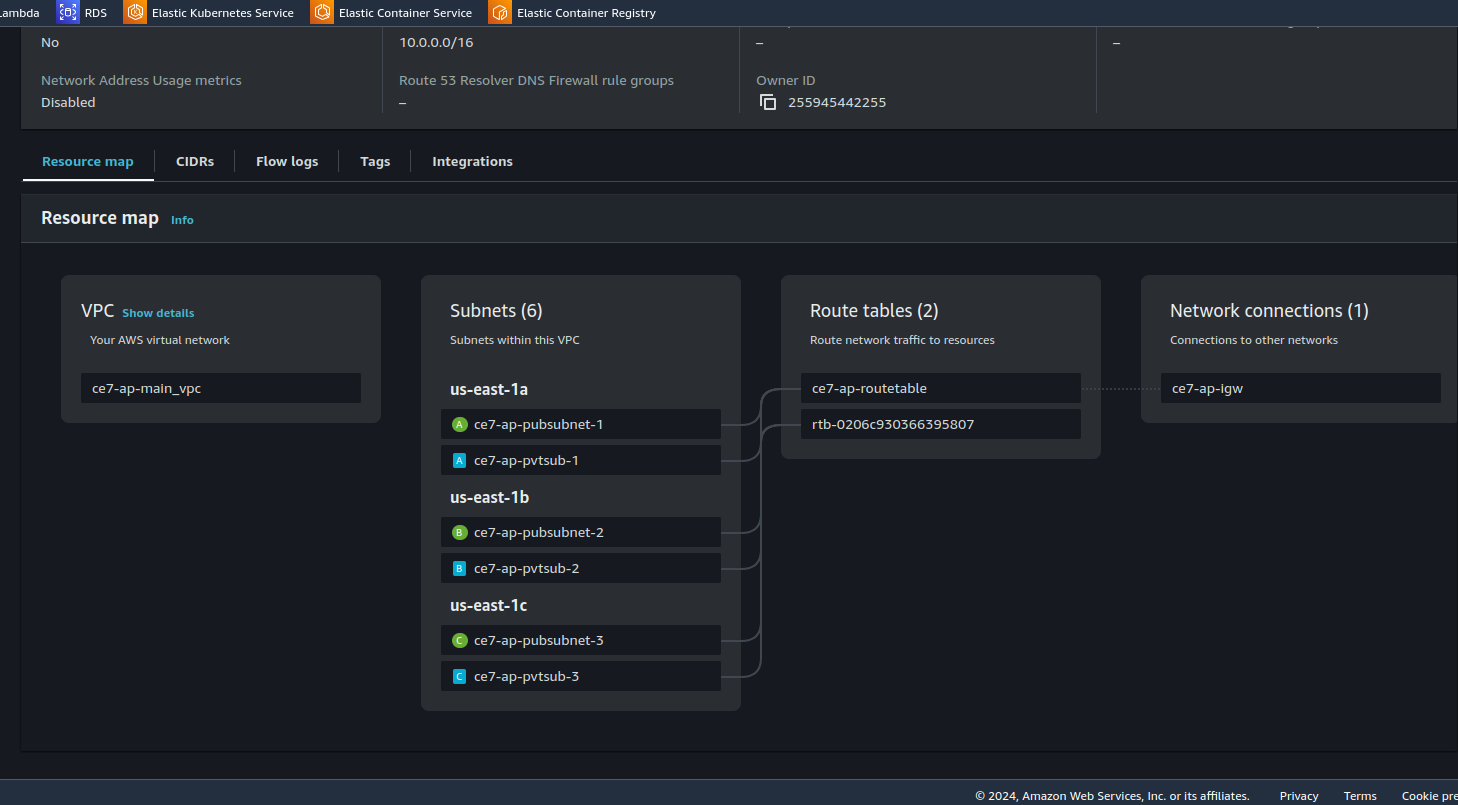 RDS
Elastic Kubernetes Service
Elastic Container Service
Elastic Container Registry
No
10.0.0.0/16
–
–
Network Address Usage metrics
Route 53 Resolver DNS Firewall rule groups
Owner ID
Disabled
–
255945442255
Resource map
CIDRs
Flow logs
Tags
Integrations
Resource map Info
VPC Show details
Your AWS virtual network
ce7-ap-main_vpc
Subnets (6)
Subnets within this VPC
us-east-1a
A ce7-ap-pubsubnet-1
A ce7-ap-pvtsub-1
us-east-1b
B ce7-ap-pubsubnet-2
B ce7-ap-pvtsub-2
us-east-1c
C ce7-ap-pubsubnet-3
C ce7-ap-pvtsub-3
Route tables (2)
Route network traffic to resources
ce7-ap-routetable
rtb-0206c930366395807
Network connections (1)
Connections to other networks
ce7-ap-igw
© 2024, Amazon Web Services, Inc. or its affiliates.
Privacy
Terms
Cookie